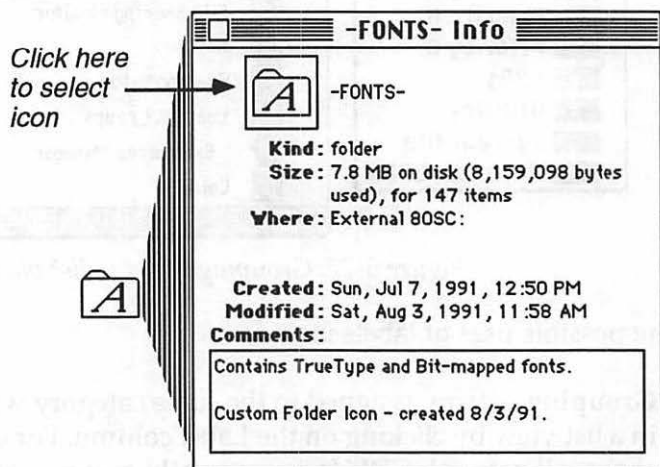 -FONTS- Info
Click here
to select
icon
-FONTS-
Kind: folder
Size: 7.8 MB on disk (8,159,098 bytes
used), for 147 items
Where: External 80SC:
Created: Sun, Jul 7, 1991, 12:50 PM
Modified: Sat, Aug 3, 1991, 11:58 AM
Comments:
Contains TrueType and Bit-mapped fonts.
Custom Folder Icon - created 8/3/91.